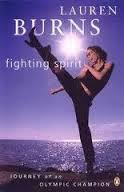 LAUREN
BURNS
fighting spirit
JOURNEY OF AN
OLYMPIC CHAMPION